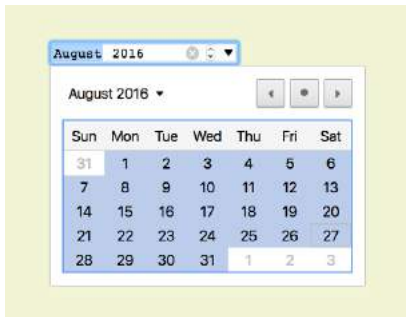 August 2016
August 2016
Sun Mon Tue Wed Thu Fri Sat
31 1 2 3 4 5 6
7 8 9 10 11 12 13
14 15 16 17 18 19 20
21 22 23 24 25 26 27
28 29 30 31 1 2 3